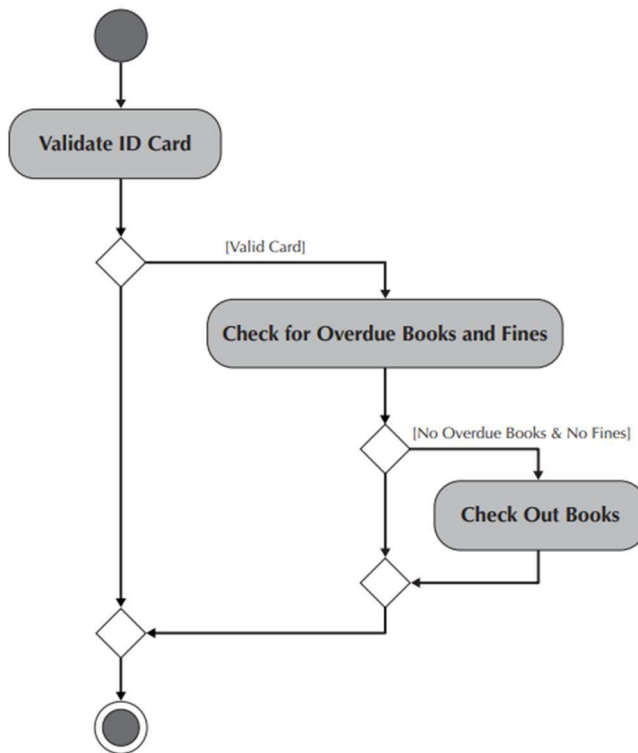 Validate ID Card
[Valid Card]
Check for Overdue Books and Fines
[No Overdue Books & No Fines]
Check Out Books